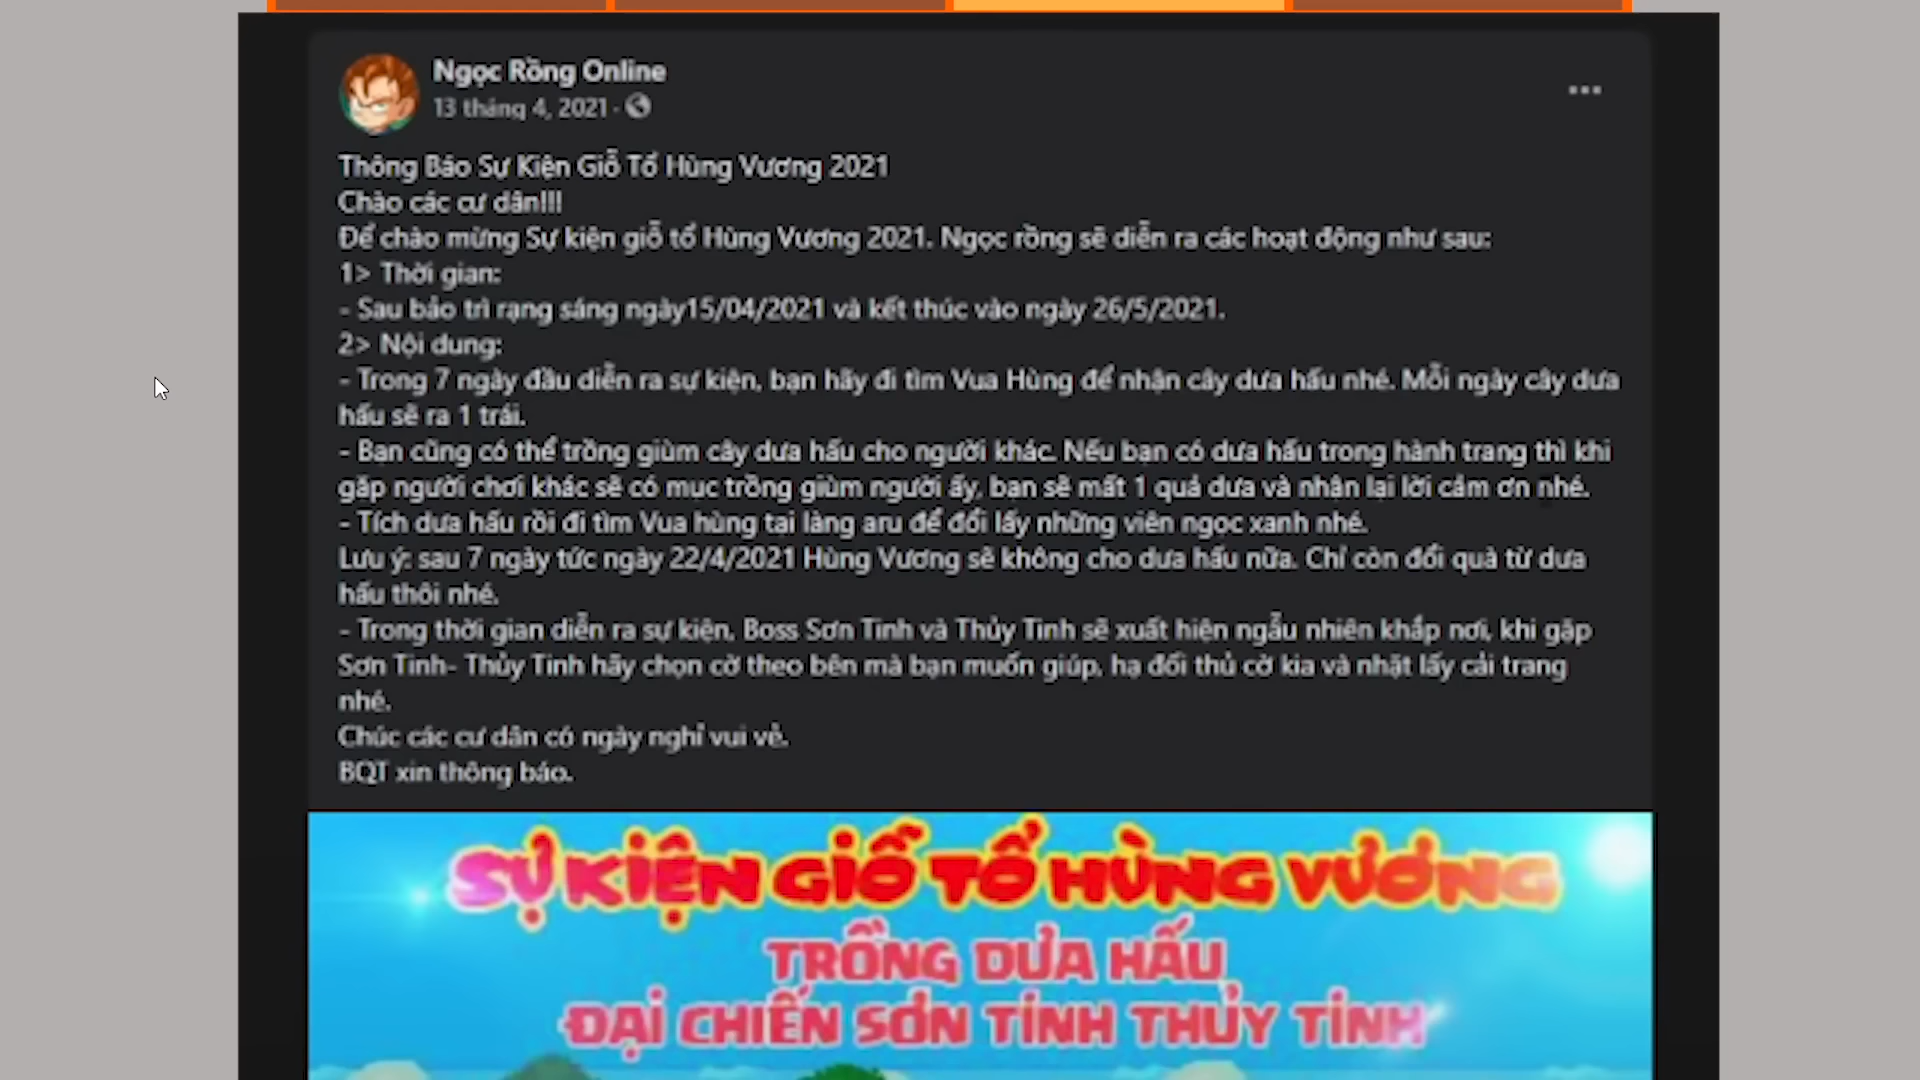 Ngọc Rồng Online
13 tháng 4, 2021 ·
Thông Báo Sự Kiện Giỗ Tổ Hùng Vương 2021
Chào các cư dân!!!
Để chào mừng Sự kiện giỗ tổ Hùng Vương 2021. Ngọc rồng sẽ diễn ra các hoạt động như sau:
1> Thời gian:
- Sau bảo trì rạng sáng ngày15/04/2021 và kết thúc vào ngày 26/5/2021.
2> Nội dung:
- Trong 7 ngày đầu diễn ra sự kiện, bạn hãy đi tìm Vua Hùng để nhận cây dưa hấu nhé. Mỗi ngày cây dưa
hấu sẽ ra 1 trái.
- Bạn cũng có thể trồng giùm cây dưa hấu cho người khác. Nếu bạn có dưa hấu trong hành trang thì khi
gặp người chơi khác sẽ có mục trồng giùm người ấy, bạn sẽ mất 1 quả dưa và nhận lại lời cảm ơn nhé.
- Tích dưa hấu rồi đi tìm Vua hùng tại làng aru để đổi lấy những viên ngọc xanh nhé.
Lưu ý: sau 7 ngày tức ngày 22/4/2021 Hùng Vương sẽ không cho dưa hấu nữa. Chỉ còn đổi quà từ dưa
hấu thôi nhé.
- Trong thời gian diễn ra sự kiện, Boss Sơn Tinh và Thủy Tinh sẽ xuất hiện ngẫu nhiên khắp nơi, khi gặp
Sơn Tinh- Thủy Tinh hãy chọn cờ theo bên mà bạn muốn giúp, hạ đối thủ cờ kia và nhặt lấy cải trang
nhé.
Chúc các cư dân có ngày nghỉ vui vẻ.
BQT xin thông báo.
SỰ KIỆN GIỖ TỔ HÙNG VƯƠNG
TRỒNG DƯA HẤU
ĐẠI CHIẾN SƠN TINH THỦY TINH